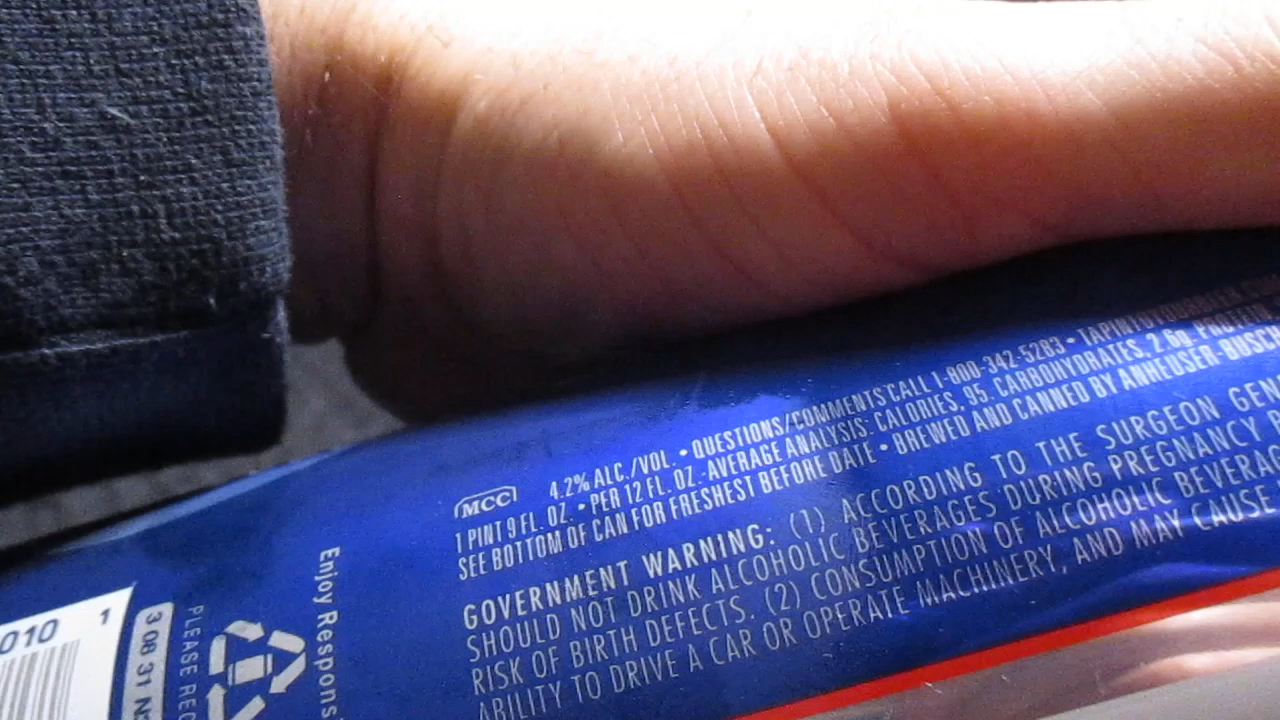 MCC
4.2% ALC./VOL. • QUESTIONS/COMMENTS CALL 1-800-342-5283 • TAPINTOYOURBEER.
1 PINT 9 FL. OZ. • PER 12 FL. OZ.-AVERAGE ANALYSIS: CALORIES, 95. CARBOHYDRATES, 2.6g. PROTEIN
SEE BOTTOM OF CAN FOR FRESHEST BEFORE DATE • BREWED AND CANNED BY ANHEUSER-BUSCH
GOVERNMENT WARNING: (1) ACCORDING TO THE SURGEON GEN
SHOULD NOT DRINK ALCOHOLIC BEVERAGES DURING PREGNANCY
RISK OF BIRTH DEFECTS. (2) CONSUMPTION OF ALCOHOLIC BEVERAG
ABILITY TO DRIVE A CAR OR OPERATE MACHINERY, AND MAY CAUSE
Enjoy Respons
PLEASE REC
3 08 31 N
010 1